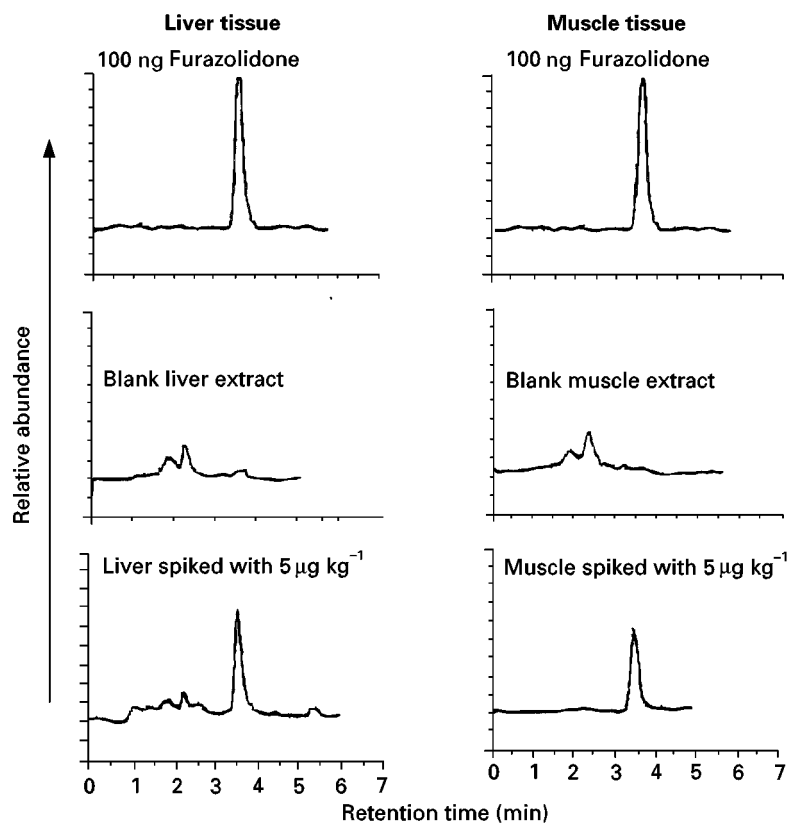 Liver tissue
Muscle tissue
100 ng Furazolidone
100 ng Furazolidone
Relative abundance
Blank liver extract
Blank muscle extract
Liver spiked with 5 μg kg⁻¹
Muscle spiked with 5 μg kg⁻¹
0 1 2 3 4 5 6 7
0 1 2 3 4 5 6 7
Retention time (min)